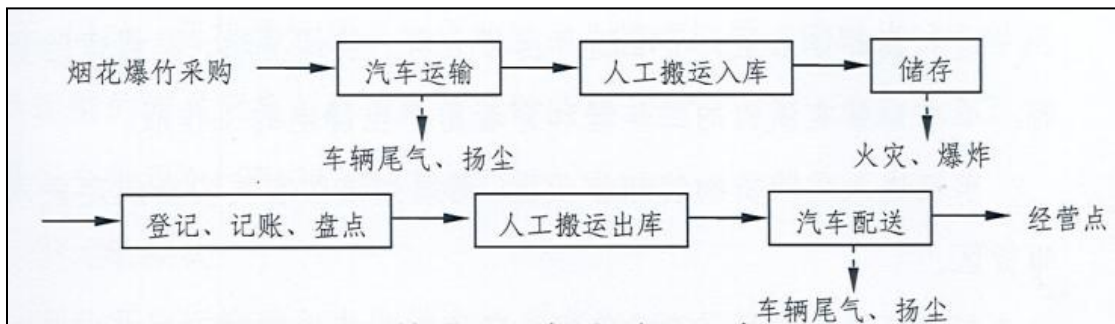 烟花爆竹采购 汽车运输 人工搬运入库 储存
车辆尾气、扬尘 火灾、爆炸
登记、记账、盘点 人工搬运出库 汽车配送 经营点
车辆尾气、扬尘